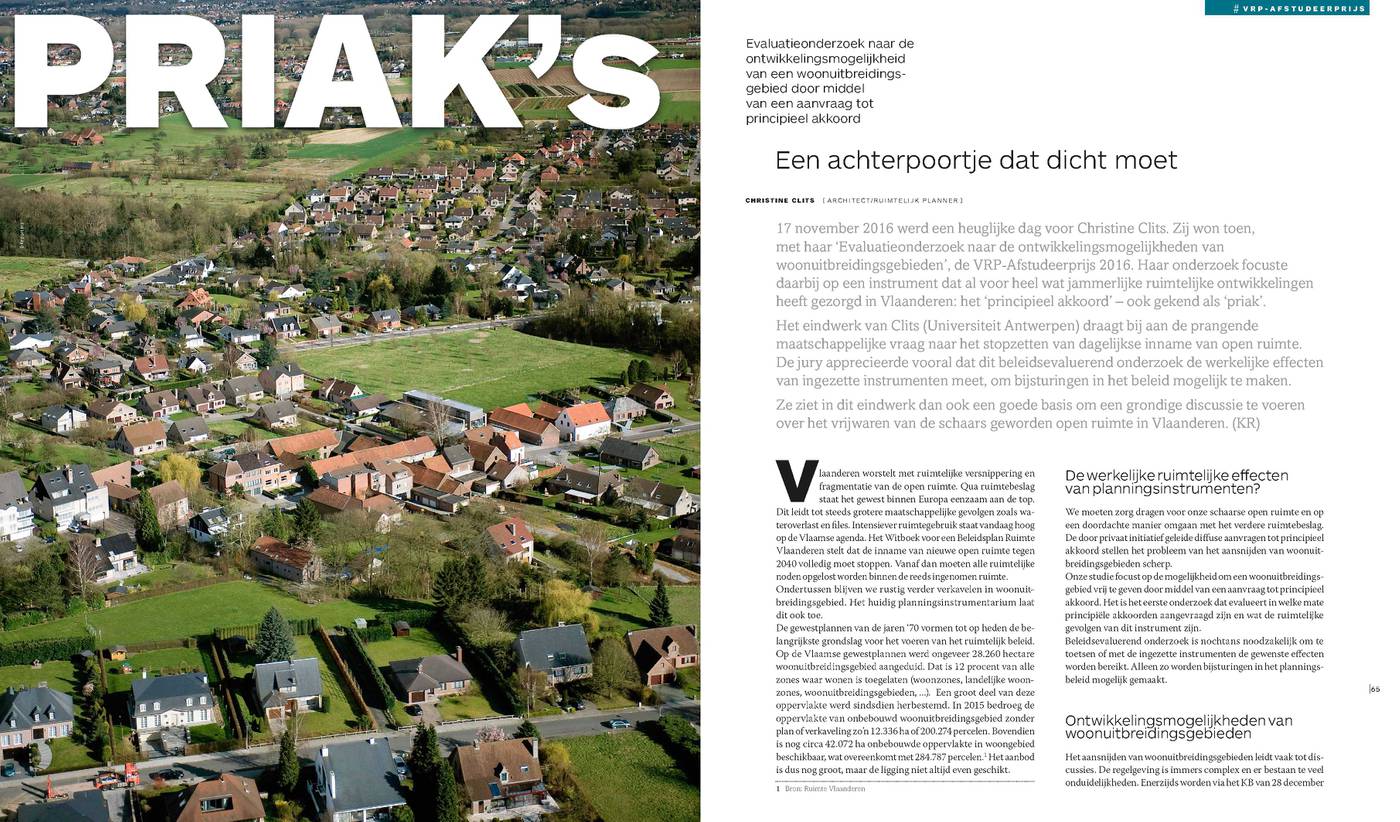 PRIAK's
# VRP-AFSTUDEERPRIJS
Evaluatieonderzoek naar de
ontwikkelingsmogelijkheid
van een woonuitbreidings-
gebied door middel
van een aanvraag tot
principieel akkoord
Een achterpoortje dat dicht moet
CHRISTINE CLITS [ARCHITECT/RUIMTELIJK PLANNER]
17 november 2016 werd een heuglijke dag voor Christine Clits. Zij won toen,
met haar ‘Evaluatieonderzoek naar de ontwikkelingsmogelijkheden van
woonuitbreidingsgebieden’, de VRP-Afstudeerprijs 2016. Haar onderzoek focuste
daarbij op een instrument dat al voor heel wat jammerlijke ruimtelijke ontwikkelingen
heeft gezorgd in Vlaanderen: het ‘principieel akkoord’ – ook gekend als ‘priak’.
Het eindwerk van Clits (Universiteit Antwerpen) draagt bij aan de prangende
maatschappelijke vraag naar het stopzetten van dagelijkse inname van open ruimte.
De jury apprecieerde vooral dat dit beleidsevaluerend onderzoek de werkelijke effecten
van ingezette instrumenten meet, om bijsturingen in het beleid mogelijk te maken.
Ze ziet in dit eindwerk dan ook een goede basis om een grondige discussie te voeren
over het vrijwaren van de schaars geworden open ruimte in Vlaanderen. (KR)
Vlaanderen worstelt met ruimtelijke versnippering en
fragmentatie van de open ruimte. Qua ruimtebeslag
staat het gewest binnen Europa eenzaam aan de top.
Dit leidt tot steeds grotere maatschappelijke gevolgen zoals wa-
teroverlast en files. Intensiever ruimtegebruik staat vandaag hoog
op de Vlaamse agenda. Het Witboek voor een Beleidsplan Ruimte
Vlaanderen stelt dat de inname van nieuwe open ruimte tegen
2040 volledig moet stoppen. Vanaf dan moeten alle ruimtelijke
noden opgelost worden binnen de reeds ingenomen ruimte.
Ondertussen blijven we rustig verder verkavelen in woonuit-
breidingsgebied. Het huidig planningsinstrumentarium laat
dit ook toe.
De gewestplannen van de jaren ‘70 vormen tot op heden de be-
langrijkste grondslag voor het voeren van het ruimtelijk beleid.
Op de Vlaamse gewestplannen werd ongeveer 28.260 hectare
woonuitbreidingsgebied aangeduid. Dat is 12 procent van alle
zones waar wonen is toegelaten (woonzones, landelijke woon-
zones, woonuitbreidingsgebieden, ...). Een groot deel van deze
oppervlakte werd sindsdien herbestemd. In 2015 bedroeg de
oppervlakte van onbebouwd woonuitbreidingsgebied zonder
plan of verkaveling zo’n 12.336 ha of 200.274 percelen. Bovendien
is nog circa 42.072 ha onbebouwde oppervlakte in woongebied
beschikbaar, wat overeenkomt met 284.787 percelen.1 Het aanbod
is dus nog groot, maar de ligging niet altijd even geschikt.
1 Bron: Ruimte Vlaanderen
De werkelijke ruimtelijke effecten
van planningsinstrumenten?
We moeten zorg dragen voor onze schaarse open ruimte en op
een doordachte manier omgaan met het verdere ruimtebeslag.
De door privaat initiatief geleide diffuse aanvragen tot principieel
akkoord stellen het probleem van het aansnijden van woonuit-
breidingsgebieden scherp.
Onze studie focust op de mogelijkheid om een woonuitbreidings-
gebied vrij te geven door middel van een aanvraag tot principieel
akkoord. Het is het eerste onderzoek dat evalueert in welke mate
principiële akkoorden aangevraagd zijn en wat de ruimtelijke
gevolgen van dit instrument zijn.
Beleidsevaluerend onderzoek is nochtans noodzakelijk om te
toetsen of met de ingezette instrumenten de gewenste effecten
worden bereikt. Alleen zo worden bijsturingen in het plannings-
beleid mogelijk gemaakt.
Ontwikkelingsmogelijkheden van
woonuitbreidingsgebieden
Het aansnijden van woonuitbreidingsgebieden leidt vaak tot dis-
cussies. De regelgeving is immers complex en er bestaan te veel
onduidelijkheden. Enerzijds worden via het KB van 28 december
|65